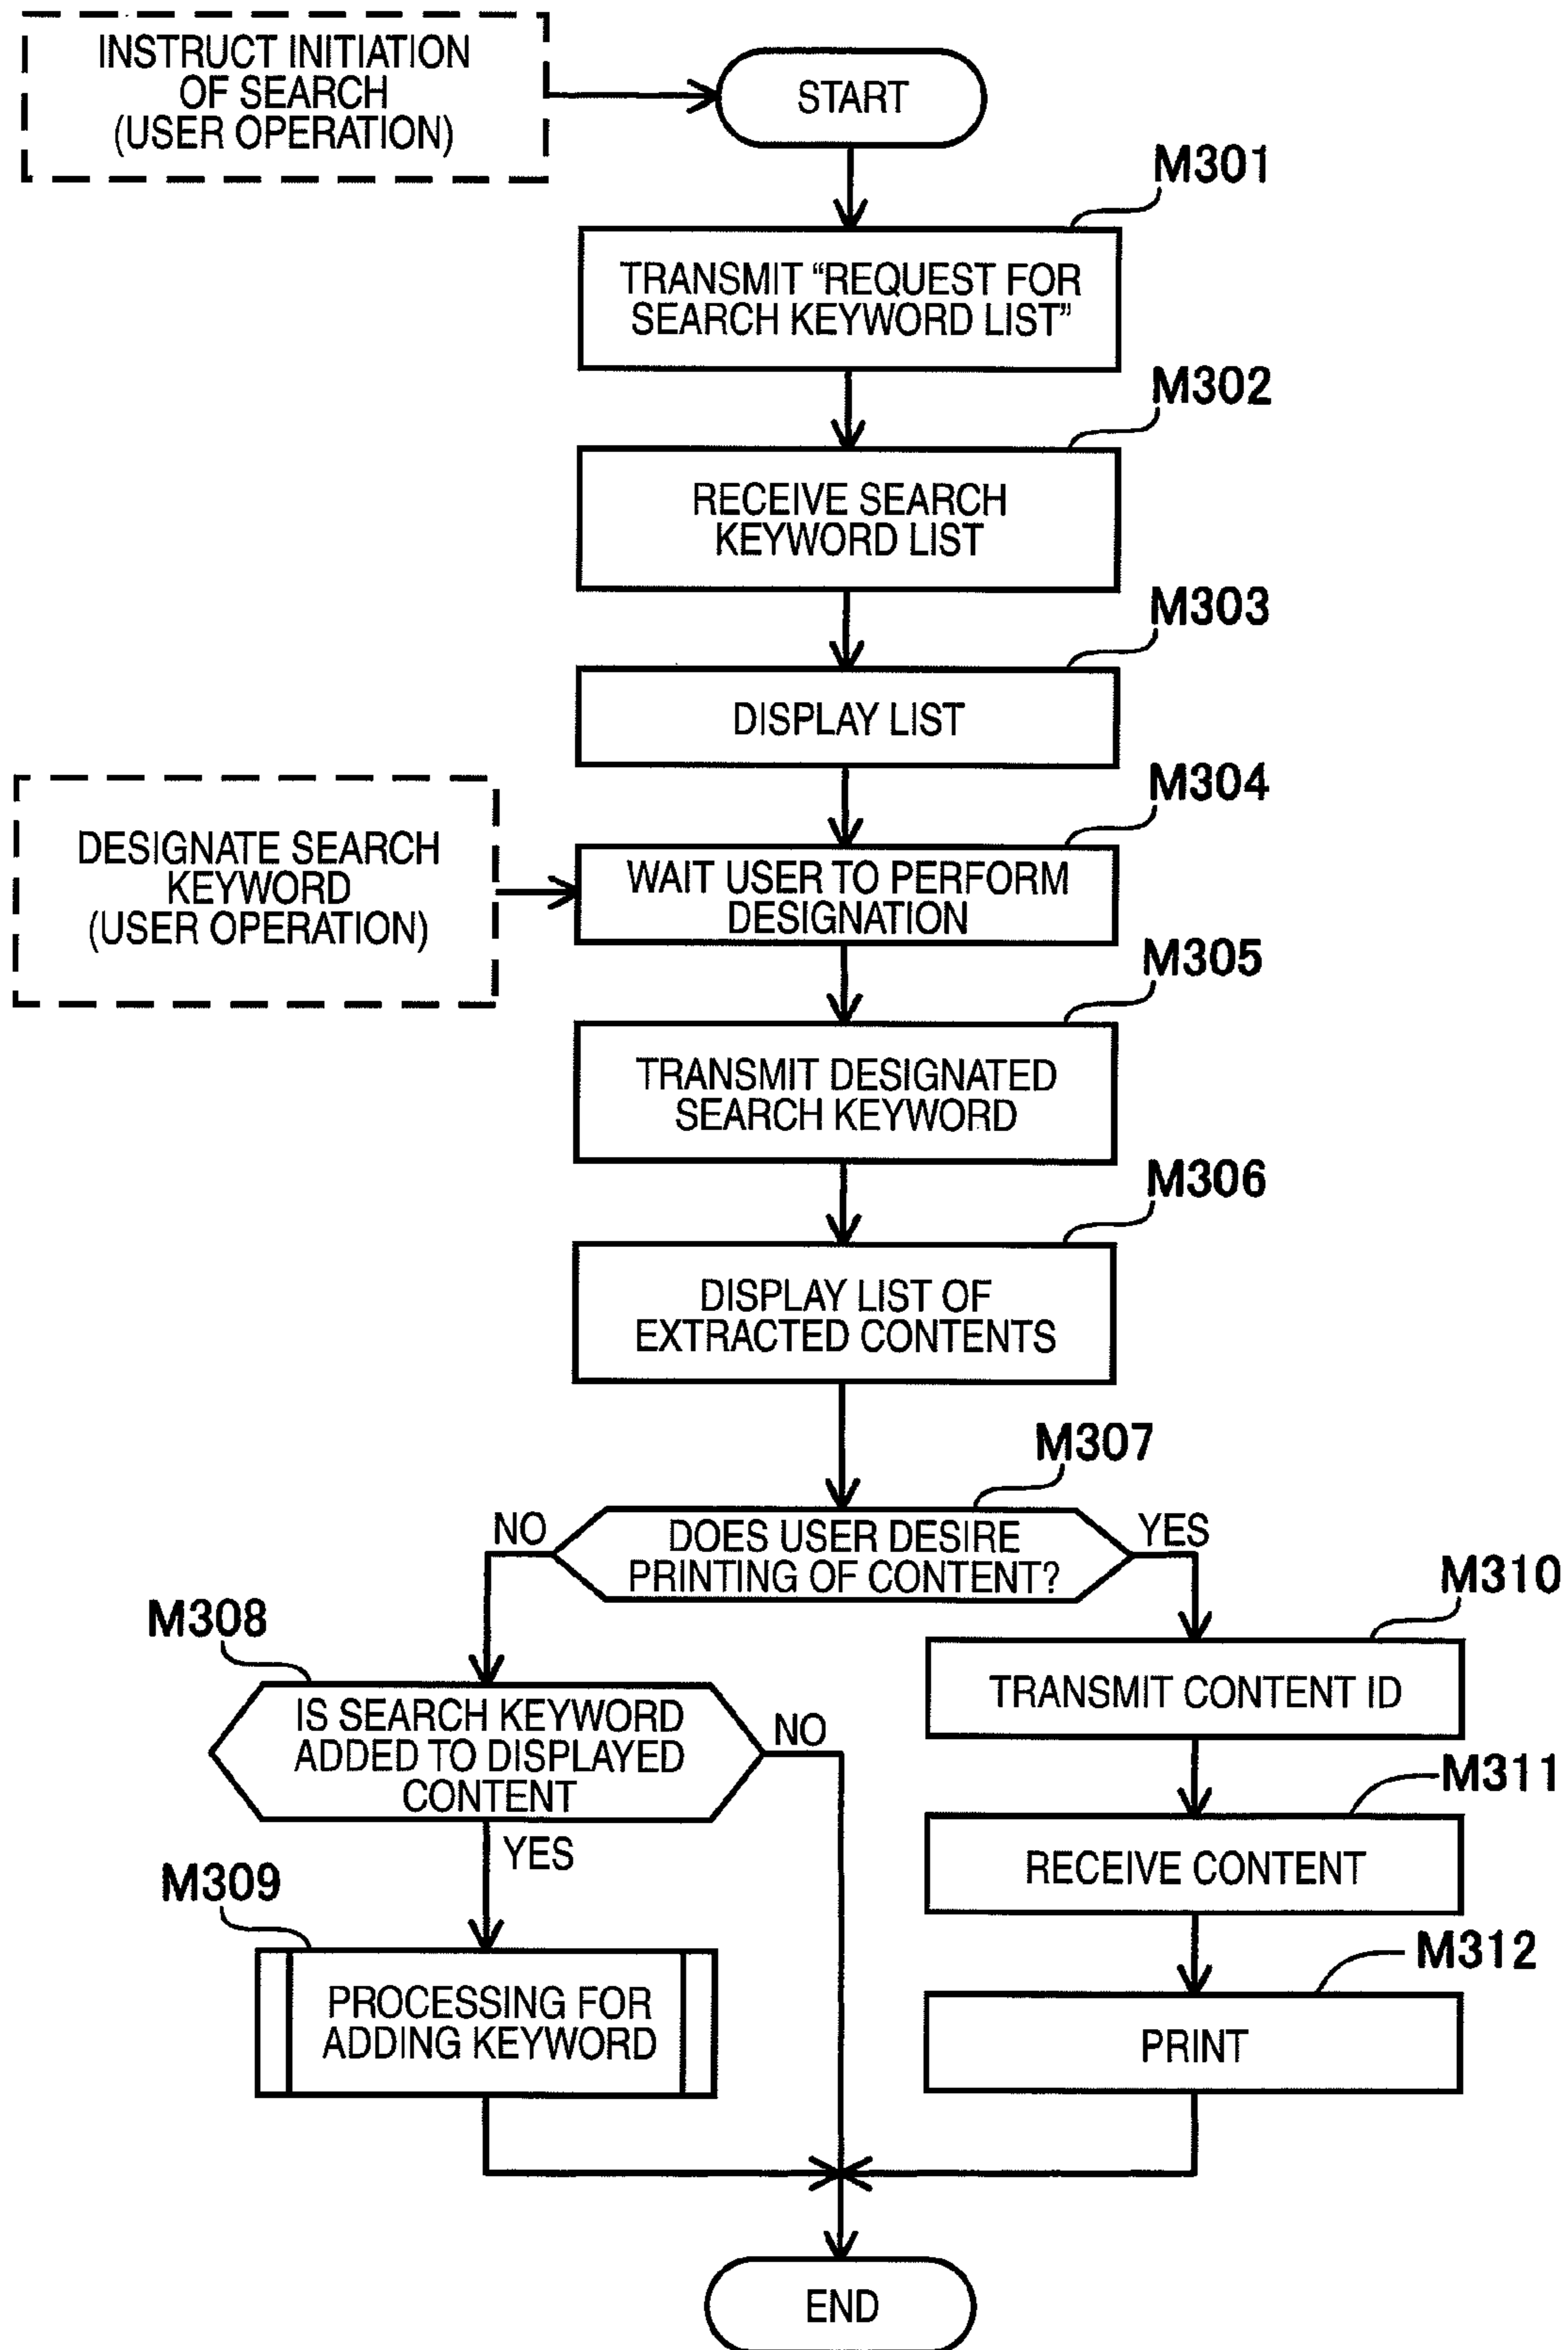 INSTRUCT INITIATION
OF SEARCH
(USER OPERATION)
START
M301
TRANSMIT “REQUEST FOR
SEARCH KEYWORD LIST”
M302
RECEIVE SEARCH
KEYWORD LIST
M303
DISPLAY LIST
M304
DESIGNATE SEARCH
KEYWORD
(USER OPERATION)
WAIT USER TO PERFORM
DESIGNATION
M305
TRANSMIT DESIGNATED
SEARCH KEYWORD
M306
DISPLAY LIST OF
EXTRACTED CONTENTS
M307
NO
DOES USER DESIRE
PRINTING OF CONTENT?
YES
M308
IS SEARCH KEYWORD
ADDED TO DISPLAYED
CONTENT
NO
YES
M309
PROCESSING FOR
ADDING KEYWORD
M310
TRANSMIT CONTENT ID
M311
RECEIVE CONTENT
M312
PRINT
END